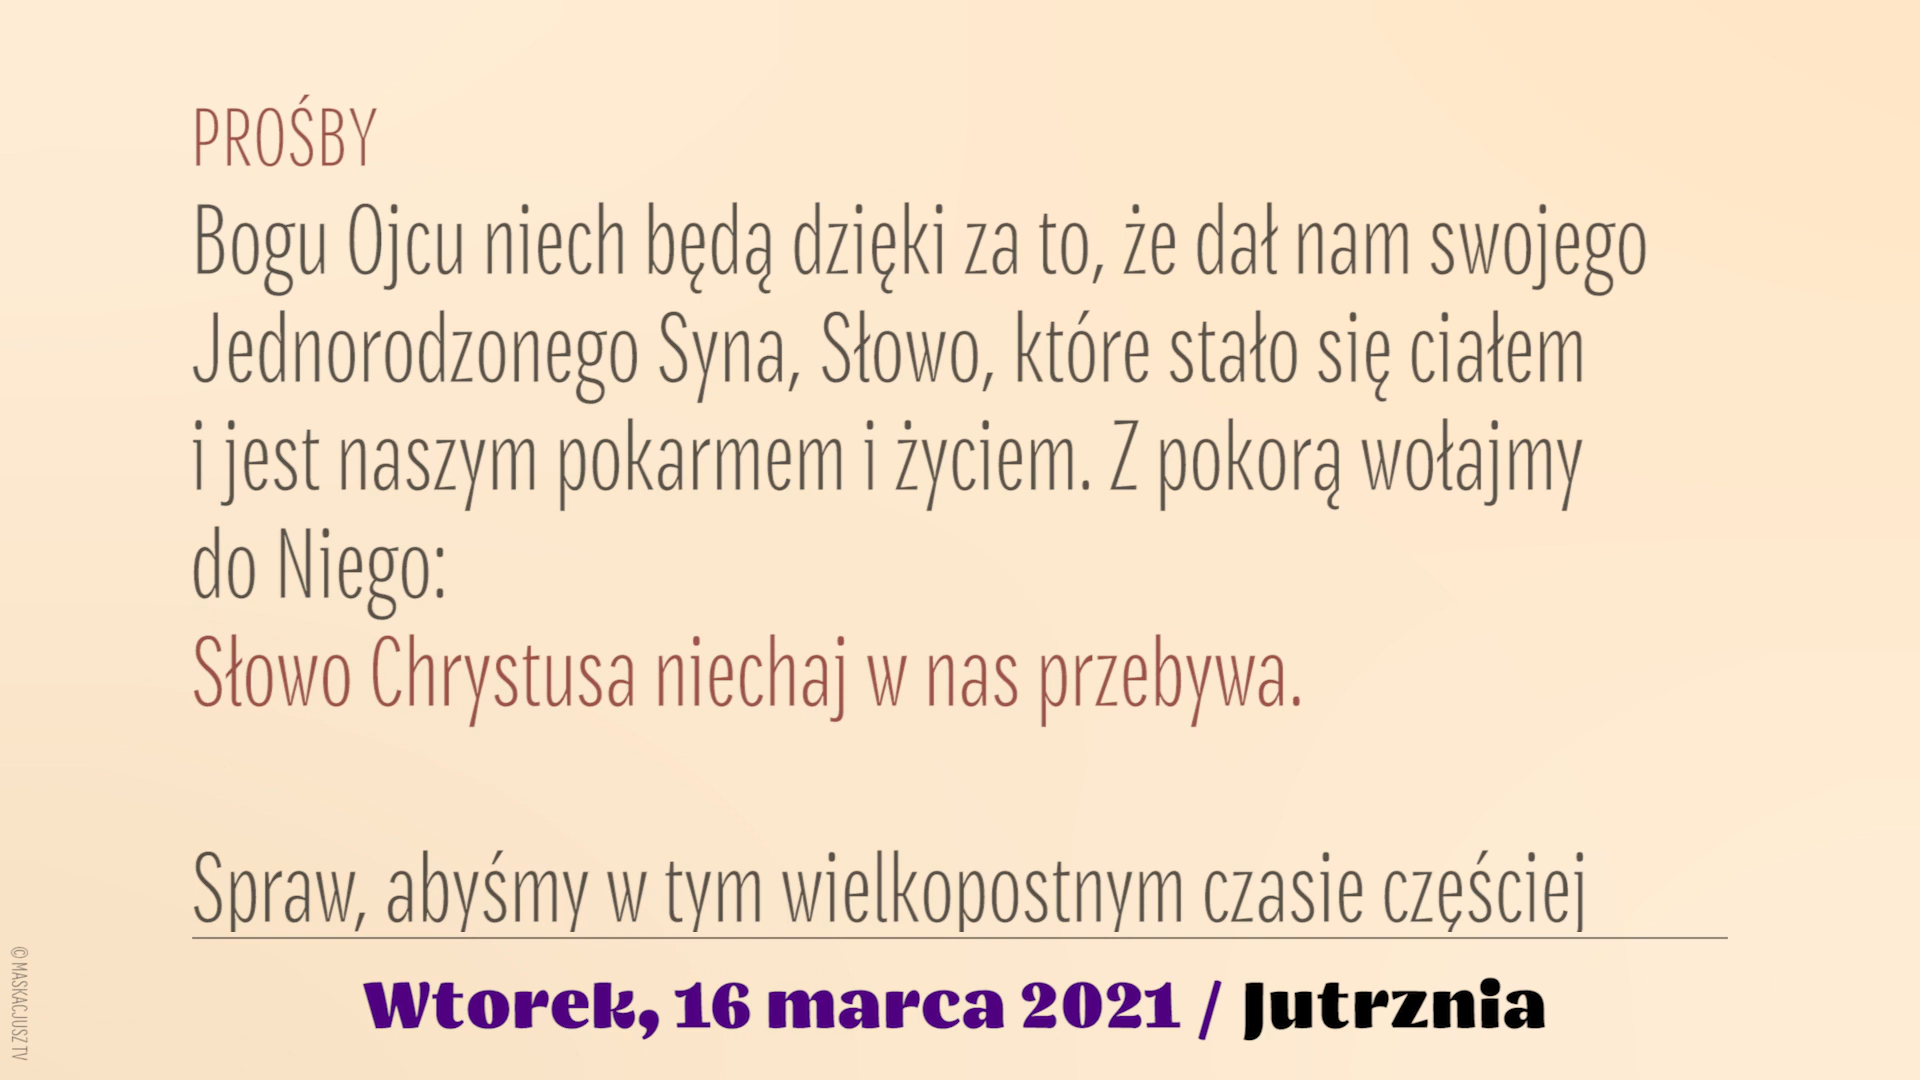 PROŚBY
Bogu Ojcu niech będą dzięki za to, że dał nam swojego
Jednorodzonego Syna, Słowo, które stało się ciałem
i jest naszym pokarmem i życiem. Z pokorą wołajmy
do Niego:
Słowo Chrystusa niechaj w nas przebywa.
Spraw, abyśmy w tym wielkopostnym czasie częściej
Wtorek, 16 marca 2021 / Jutrznia
© MASKACJUSZ TV